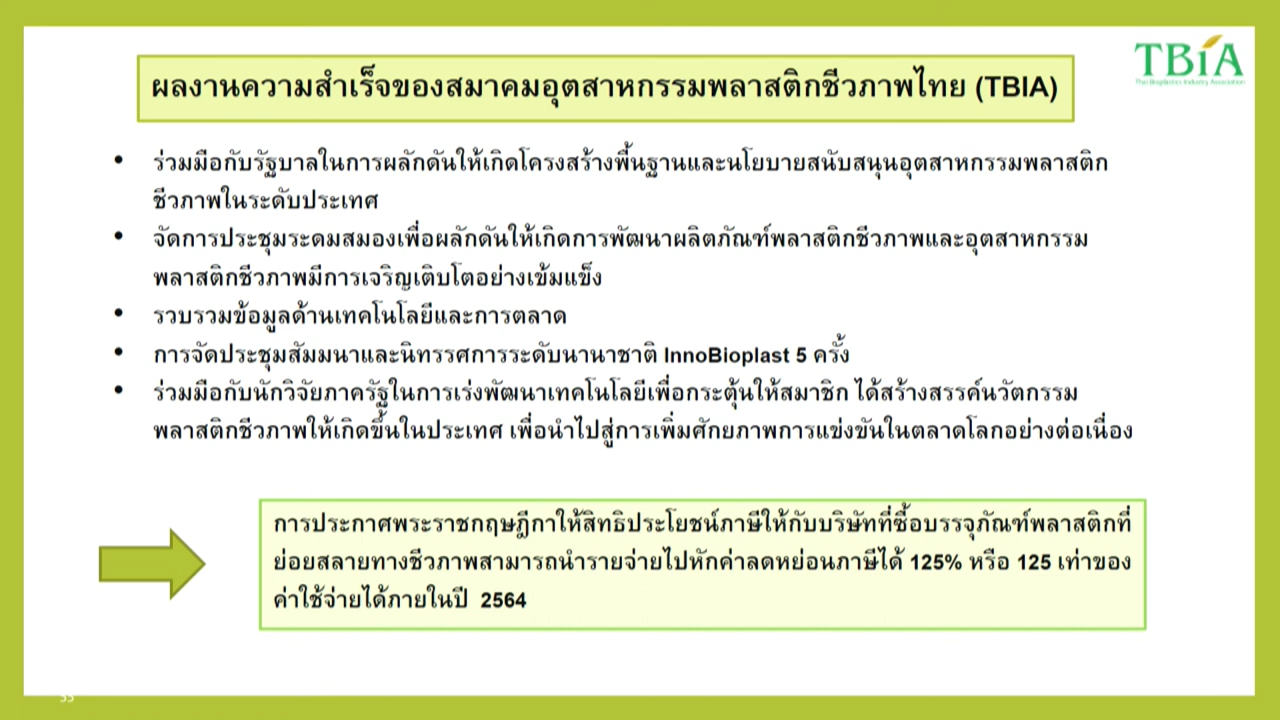 TBiA
Thai Bioplastics Industry Association
ผลงานความสำเร็จของสมาคมอุตสาหกรรมพลาสติกชีวภาพไทย (TBIA)
• ร่วมมือกับรัฐบาลในการผลักดันให้เกิดโครงสร้างพื้นฐานและนโยบายสนับสนุนอุตสาหกรรมพลาสติก
ชีวภาพในระดับประเทศ
• จัดการประชุมระดมสมองเพื่อผลักดันให้เกิดการพัฒนาผลิตภัณฑ์พลาสติกชีวภาพและอุตสาหกรรม
พลาสติกชีวภาพมีการเจริญเติบโตอย่างเข้มแข็ง
• รวบรวมข้อมูลด้านเทคโนโลยีและการตลาด
• การจัดประชุมสัมมนาและนิทรรศการระดับนานาชาติ InnoBioplast 5 ครั้ง
• ร่วมมือกับนักวิจัยภาครัฐในการเร่งพัฒนาเทคโนโลยีเพื่อกระตุ้นให้สมาชิก ได้สร้างสรรค์นวัตกรรม
พลาสติกชีวภาพให้เกิดขึ้นในประเทศ เพื่อนำไปสู่การเพิ่มศักยภาพการแข่งขันในตลาดโลกอย่างต่อเนื่อง
การประกาศพระราชกฤษฎีกาให้สิทธิประโยชน์ภาษีให้กับบริษัทที่ซื้อบรรจุภัณฑ์พลาสติกที่
ย่อยสลายทางชีวภาพสามารถนำรายจ่ายไปหักค่าลดหย่อนภาษีได้ 125% หรือ 125 เท่าของ
ค่าใช้จ่ายได้ภายในปี 2564